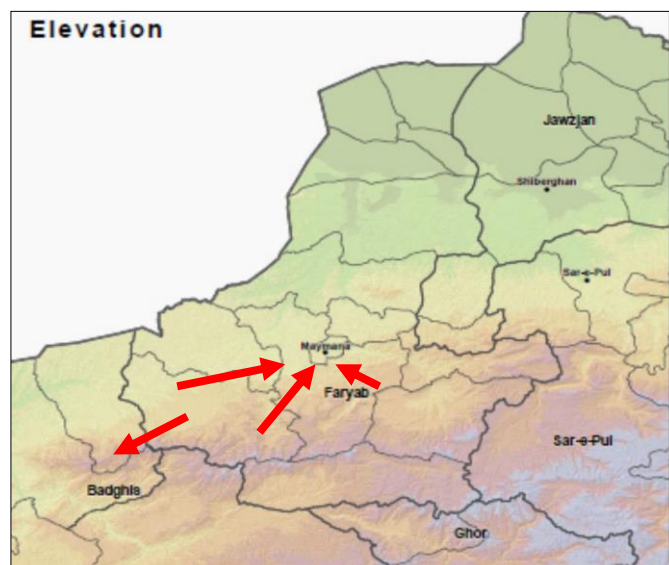 Elevation
Jawzjan
Shiberghan
Sar-e-Pul
Maymana
Faryab
Sar-e-Pul
Badghis
Ghor